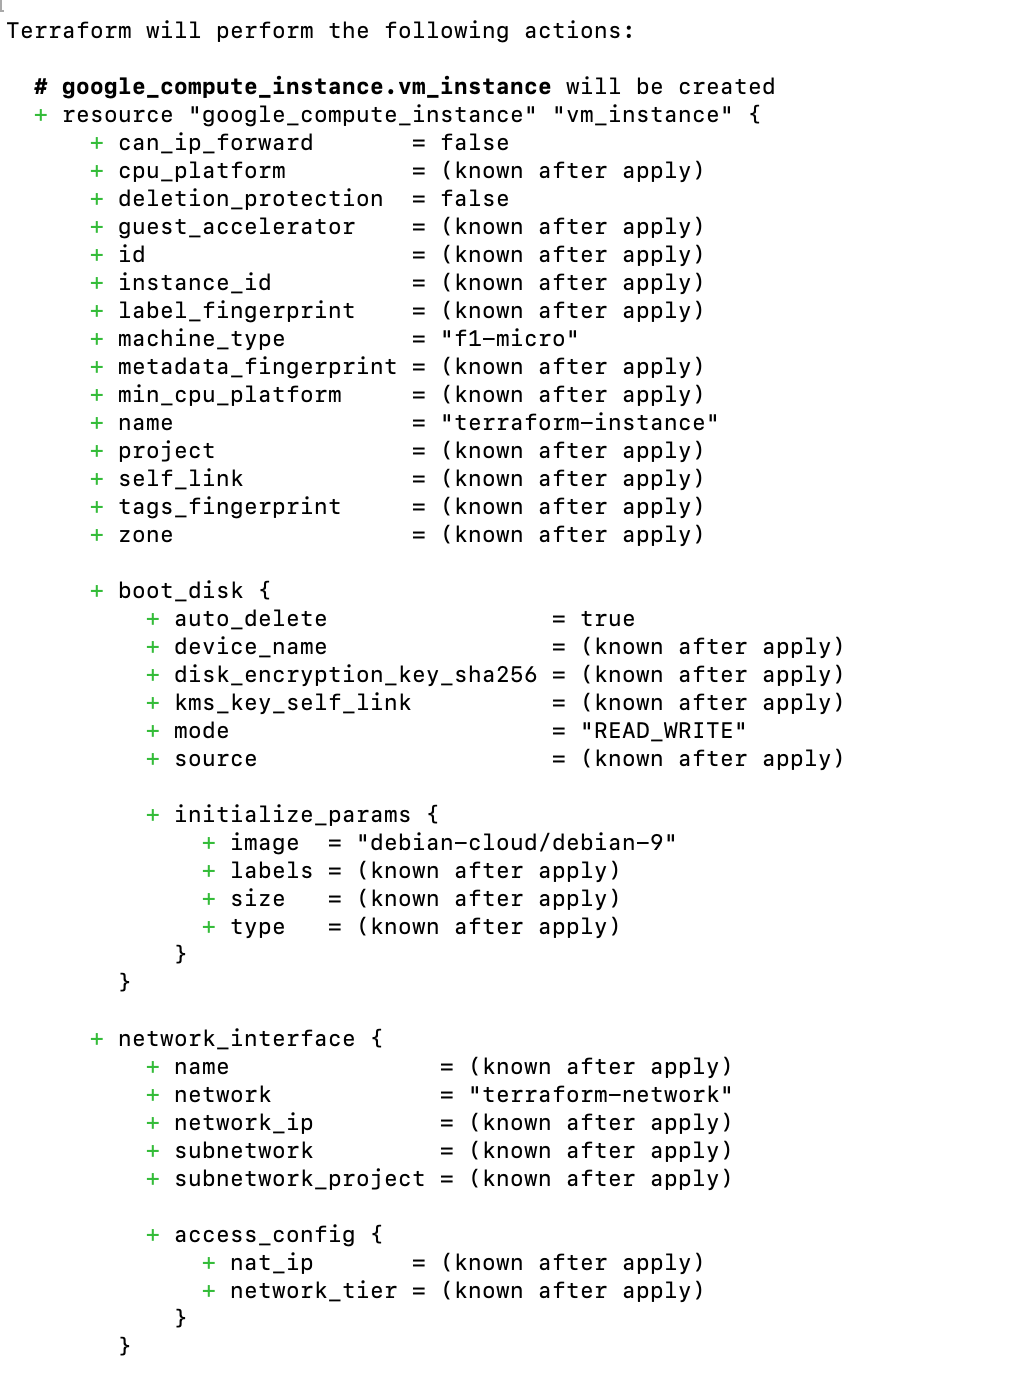 Terraform will perform the following actions:

  # google_compute_instance.vm_instance will be created
  + resource "google_compute_instance" "vm_instance" {
      + can_ip_forward       = false
      + cpu_platform         = (known after apply)
      + deletion_protection  = false
      + guest_accelerator    = (known after apply)
      + id                   = (known after apply)
      + instance_id          = (known after apply)
      + label_fingerprint    = (known after apply)
      + machine_type         = "f1-micro"
      + metadata_fingerprint = (known after apply)
      + min_cpu_platform     = (known after apply)
      + name                 = "terraform-instance"
      + project              = (known after apply)
      + self_link            = (known after apply)
      + tags_fingerprint     = (known after apply)
      + zone                 = (known after apply)

      + boot_disk {
          + auto_delete                = true
          + device_name                = (known after apply)
          + disk_encryption_key_sha256 = (known after apply)
          + kms_key_self_link          = (known after apply)
          + mode                       = "READ_WRITE"
          + source                     = (known after apply)

          + initialize_params {
              + image  = "debian-cloud/debian-9"
              + labels = (known after apply)
              + size   = (known after apply)
              + type   = (known after apply)
            }
        }

      + network_interface {
          + name               = (known after apply)
          + network            = "terraform-network"
          + network_ip         = (known after apply)
          + subnetwork         = (known after apply)
          + subnetwork_project = (known after apply)

          + access_config {
              + nat_ip       = (known after apply)
              + network_tier = (known after apply)
            }
        }